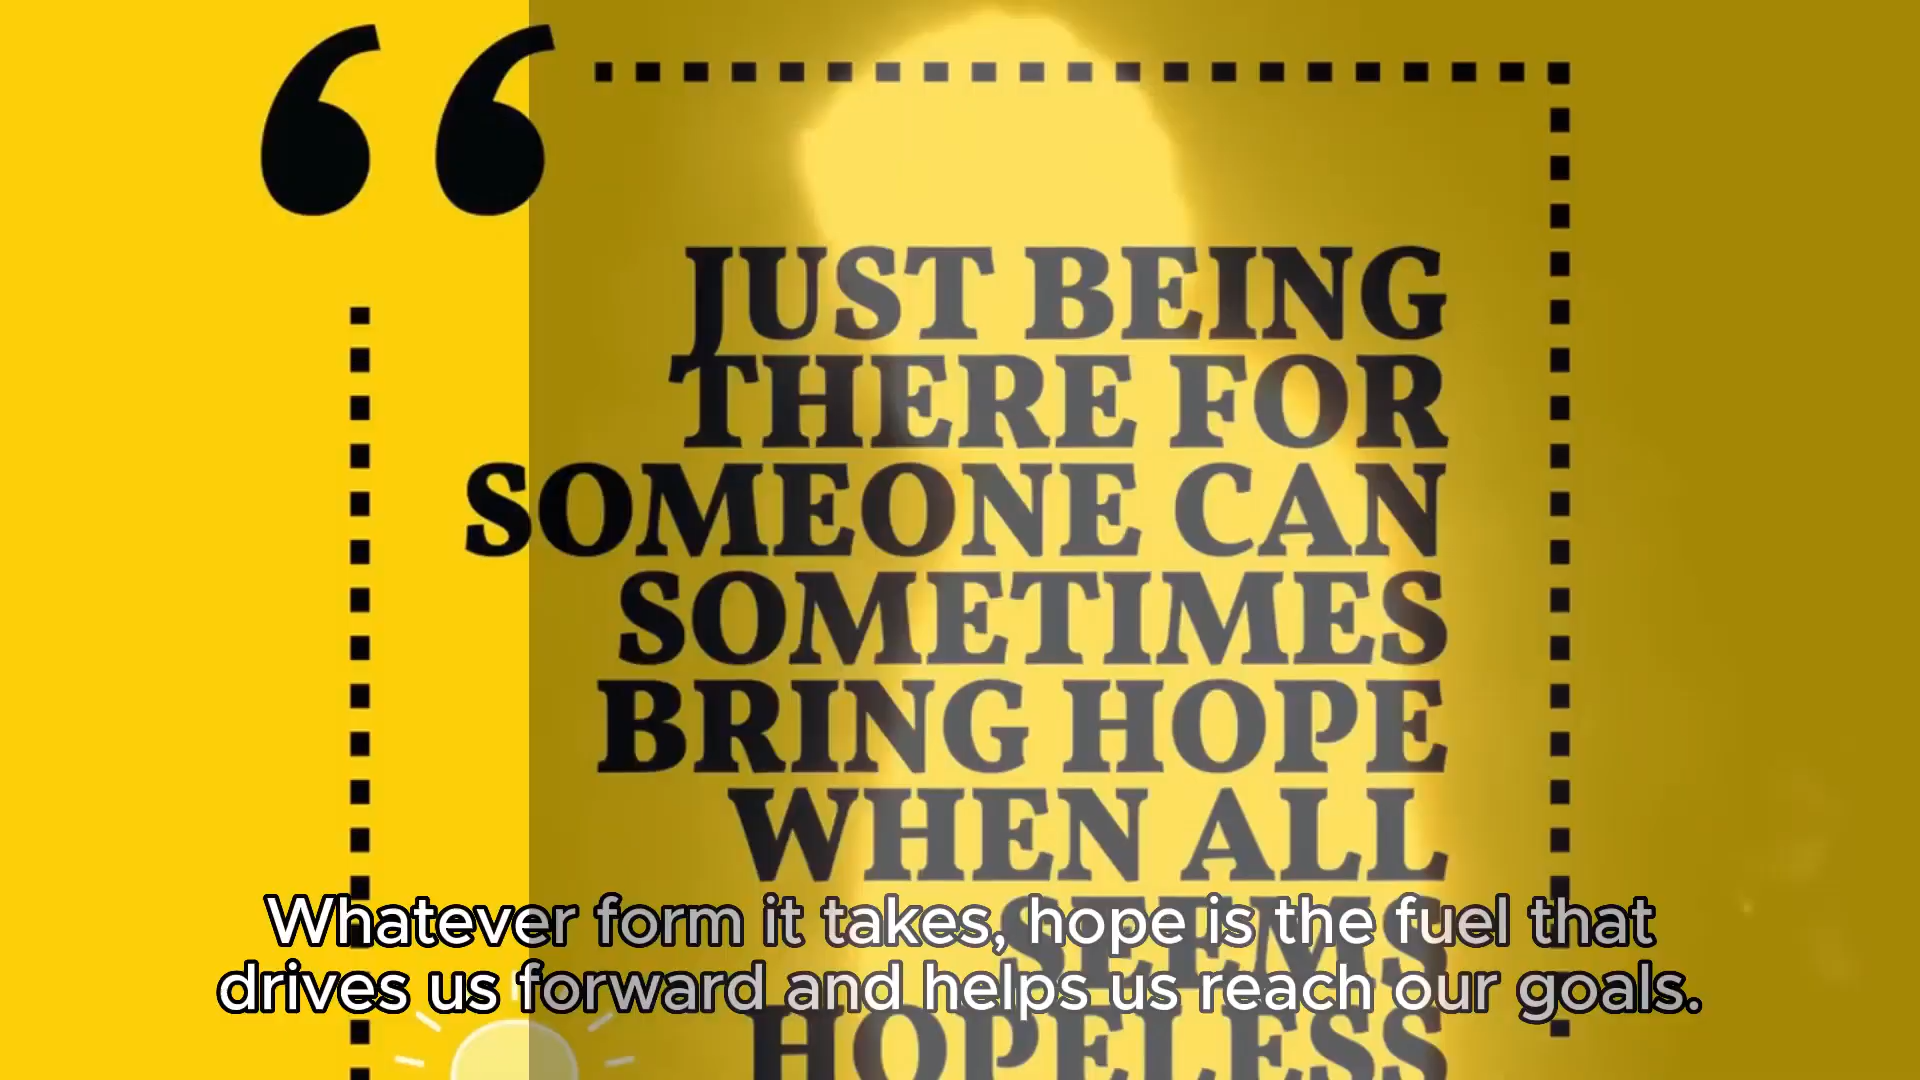 “
JUST BEING
THERE FOR
SOMEONE CAN
SOMETIMES
BRING HOPE
WHEN ALL
SEEMS
HOPELESS
Whatever form it takes, hope is the fuel that
drives us forward and helps us reach our goals.